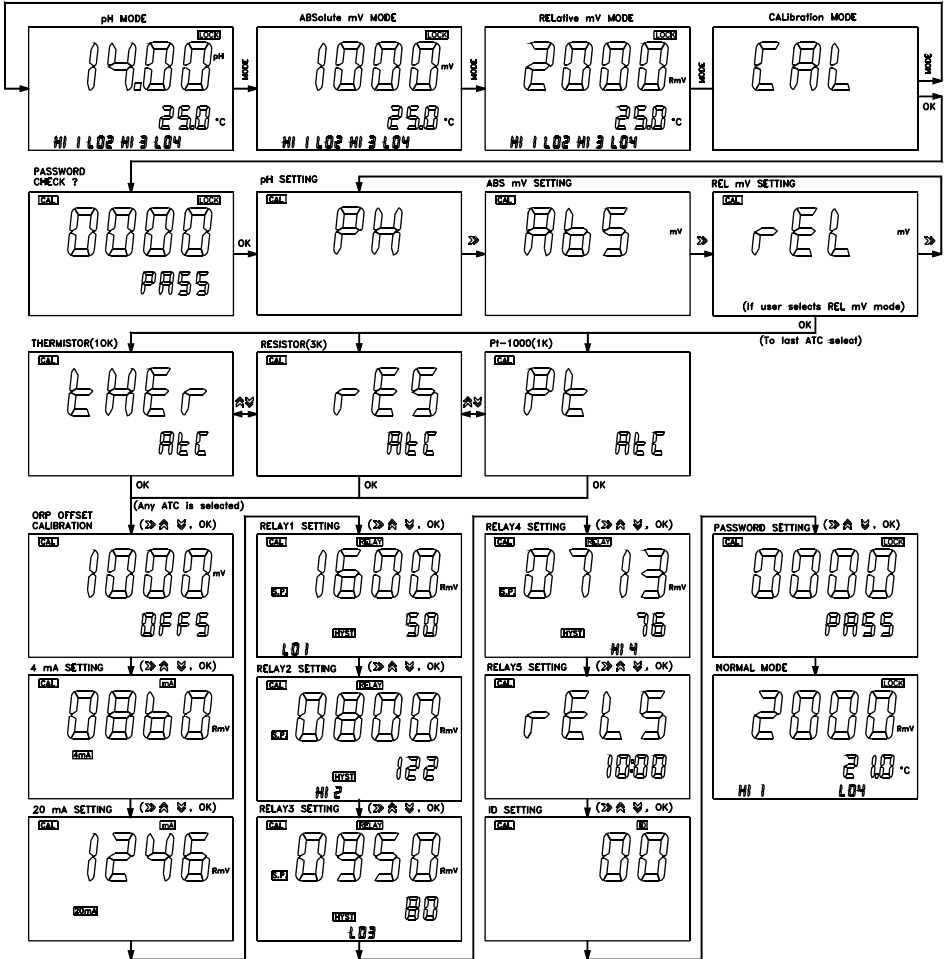 pH MODE
LOCK
14.00 pH
25.0 °C
HI 1 LO2 HI 3 LO4
MODE
ABSolute mV MODE
LOCK
1000 mV
25.0 °C
HI 1 LO2 HI 3 LO4
MODE
RELative mV MODE
LOCK
2000 RmV
25.0 °C
HI 1 LO2 HI 3 LO4
MODE
CALibration MODE
CAL
MODE
OK
PASSWORD
CHECK ?
CAL LOCK
0000
PASS
OK
pH SETTING
CAL
PH
ABS mV SETTING
CAL
AbS mV
REL mV SETTING
CAL
rEL mV
(If user selects REL mV mode)
OK
(To last ATC select)
THERMISTOR(10K)
CAL
tHEr
AtC
RESISTOR(3K)
CAL
rES
AtC
Pt-1000(1K)
CAL
Pt
AtC
OK
OK
OK
(Any ATC is selected)
ORP OFFSET
CALIBRATION
(, OK)
CAL
1000 mV
OFFS
4 mA SETTING (, OK)
CAL mA
0860 RmV
4mA
20 mA SETTING (, OK)
CAL mA
1246 RmV
20mA
RELAY1 SETTING (, OK)
CAL RELAY
S.P. 1600 RmV
HYST 50
LO1
RELAY2 SETTING (, OK)
CAL RELAY
S.P. 0800 RmV
HYST 122
HI 2
RELAY3 SETTING (, OK)
CAL RELAY
S.P. 0950 RmV
HYST 80
LO3
RELAY4 SETTING (, OK)
CAL RELAY
S.P. 0713 RmV
HYST 76
HI 4
RELAY5 SETTING (, OK)
CAL
rEL5
10:00
ID SETTING (, OK)
CAL ID
00
PASSWORD SETTING (, OK)
CAL LOCK
0000
PASS
NORMAL MODE
LOCK
2000 RmV
21.0 °C
HI 1 LO4